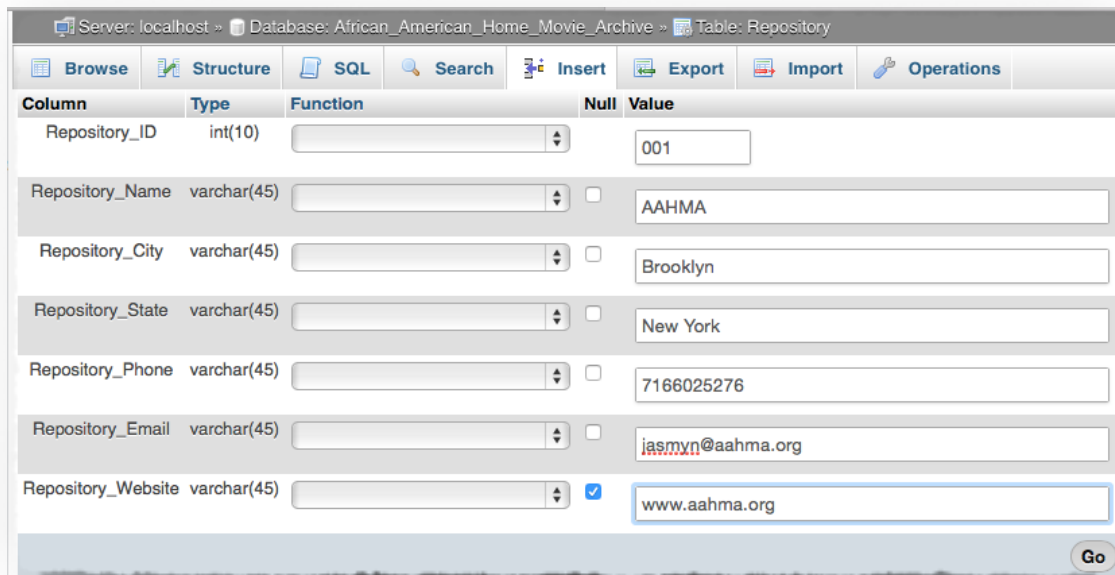 Server: localhost » Database: African_American_Home_Movie_Archive » Table: Repository
Browse Structure SQL Search Insert Export Import Operations
Column Type Function Null Value
Repository_ID int(10) 001
Repository_Name varchar(45) AAHMA
Repository_City varchar(45) Brooklyn
Repository_State varchar(45) New York
Repository_Phone varchar(45) 7166025276
Repository_Email varchar(45) jasmyn@aahma.org
Repository_Website varchar(45) www.aahma.org
Go